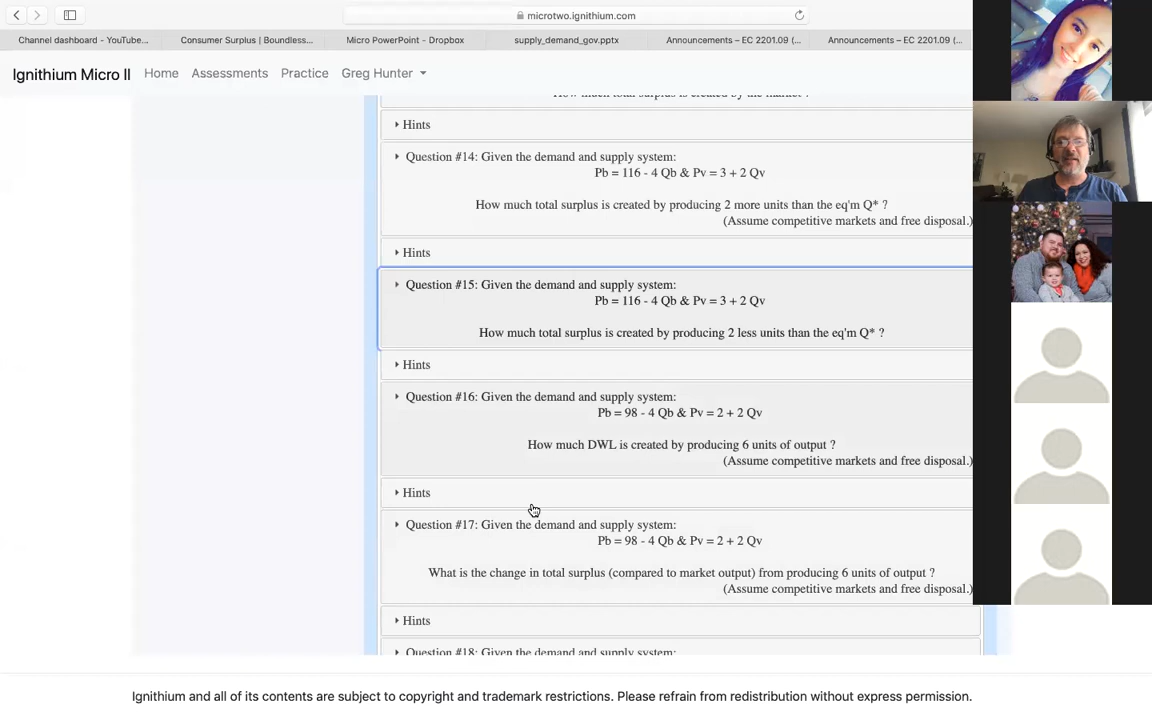 microtwo.ignithium.com
Channel dashboard - YouTube...
Consumer Surplus | Boundless...
Micro PowerPoint - Dropbox
supply_demand_gov.pptx
Announcements – EC 2201.09 (...
Announcements – EC 2201.09 (...
Ignithium Micro II
Home
Assessments
Practice
Greg Hunter
How much total surplus is created by the market ?
Hints
Question #14: Given the demand and supply system:
Pb = 116 - 4 Qb & Pv = 3 + 2 Qv
How much total surplus is created by producing 2 more units than the eq'm Q* ?
(Assume competitive markets and free disposal.)
Hints
Question #15: Given the demand and supply system:
Pb = 116 - 4 Qb & Pv = 3 + 2 Qv
How much total surplus is created by producing 2 less units than the eq'm Q* ?
Hints
Question #16: Given the demand and supply system:
Pb = 98 - 4 Qb & Pv = 2 + 2 Qv
How much DWL is created by producing 6 units of output ?
(Assume competitive markets and free disposal.)
Hints
Question #17: Given the demand and supply system:
Pb = 98 - 4 Qb & Pv = 2 + 2 Qv
What is the change in total surplus (compared to market output) from producing 6 units of output ?
(Assume competitive markets and free disposal.)
Hints
Question #18: Given the demand and supply system:
Ignithium and all of its contents are subject to copyright and trademark restrictions. Please refrain from redistribution without express permission.